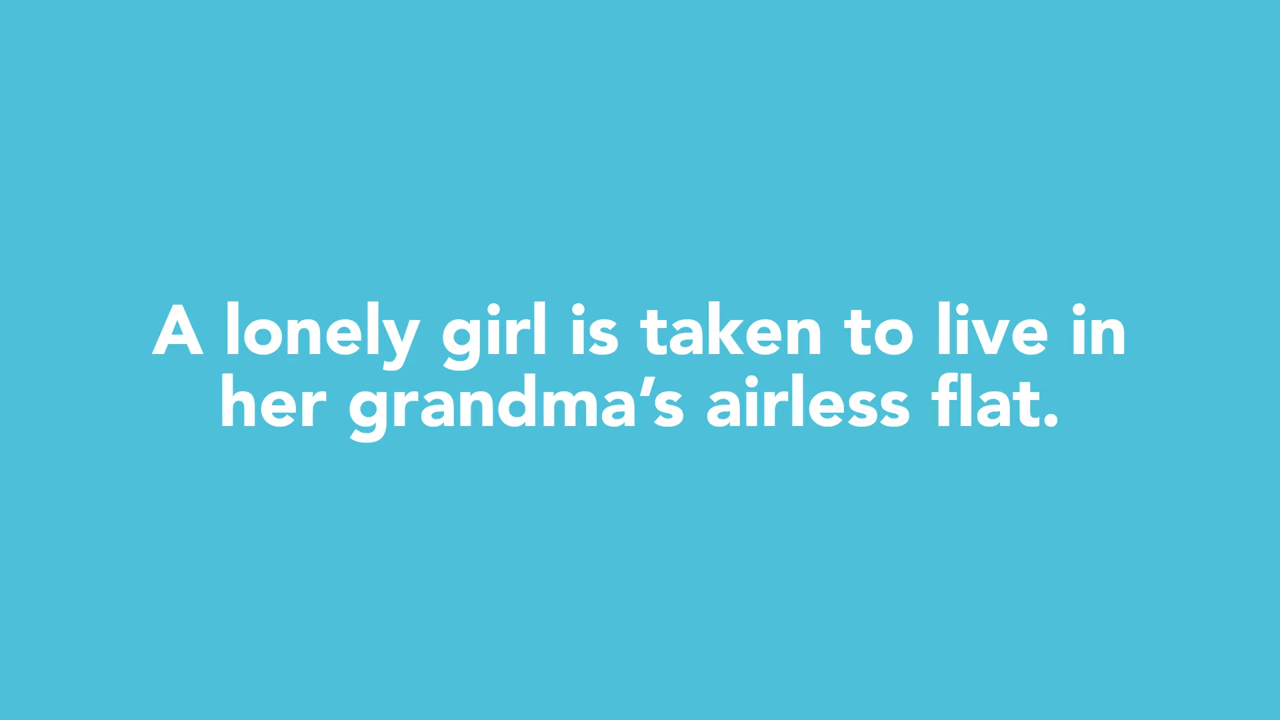 A lonely girl is taken to live in
her grandma’s airless flat.